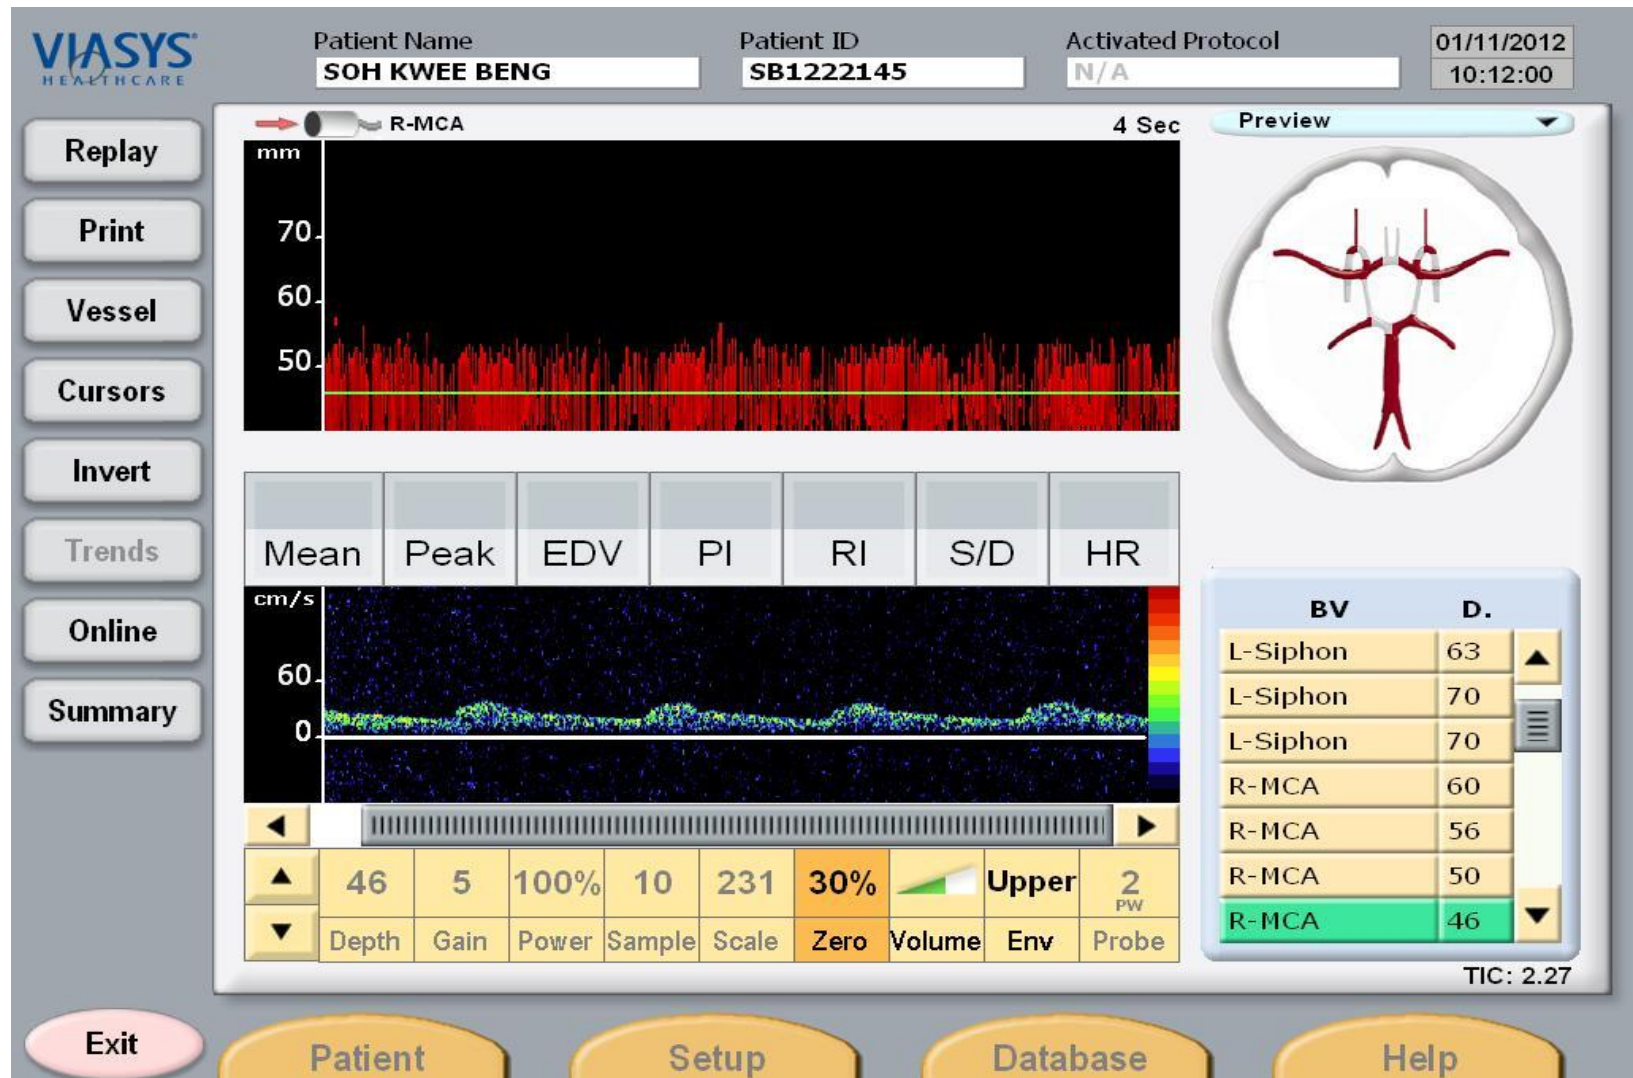 VIASYS
HEALTHCARE
Patient Name
SOH KWEE BENG
Patient ID
SB1222145
Activated Protocol
N/A
01/11/2012
10:12:00
Replay
Print
Vessel
Cursors
Invert
Trends
Online
Summary
R-MCA
4 Sec
mm
70
60
50
Preview
Mean Peak EDV PI RI S/D HR
cm/s
60
0
BV D.
L-Siphon 63
L-Siphon 70
L-Siphon 70
R-MCA 60
R-MCA 56
R-MCA 50
R-MCA 46
46 5 100% 10 231 30% Upper 2
PW
Depth Gain Power Sample Scale Zero Volume Env Probe
TIC: 2.27
Exit
Patient Setup Database Help